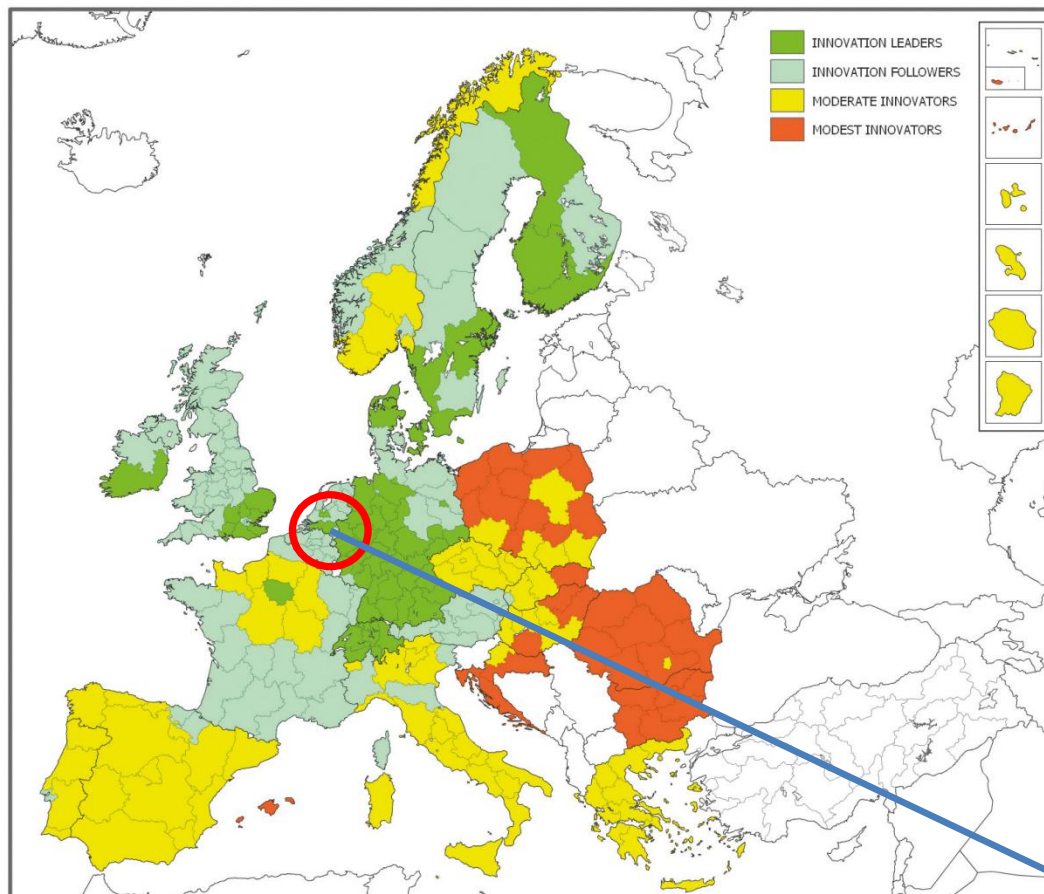 INNOVATION LEADERS
INNOVATION FOLLOWERS
MODERATE INNOVATORS
MODEST INNOVATORS